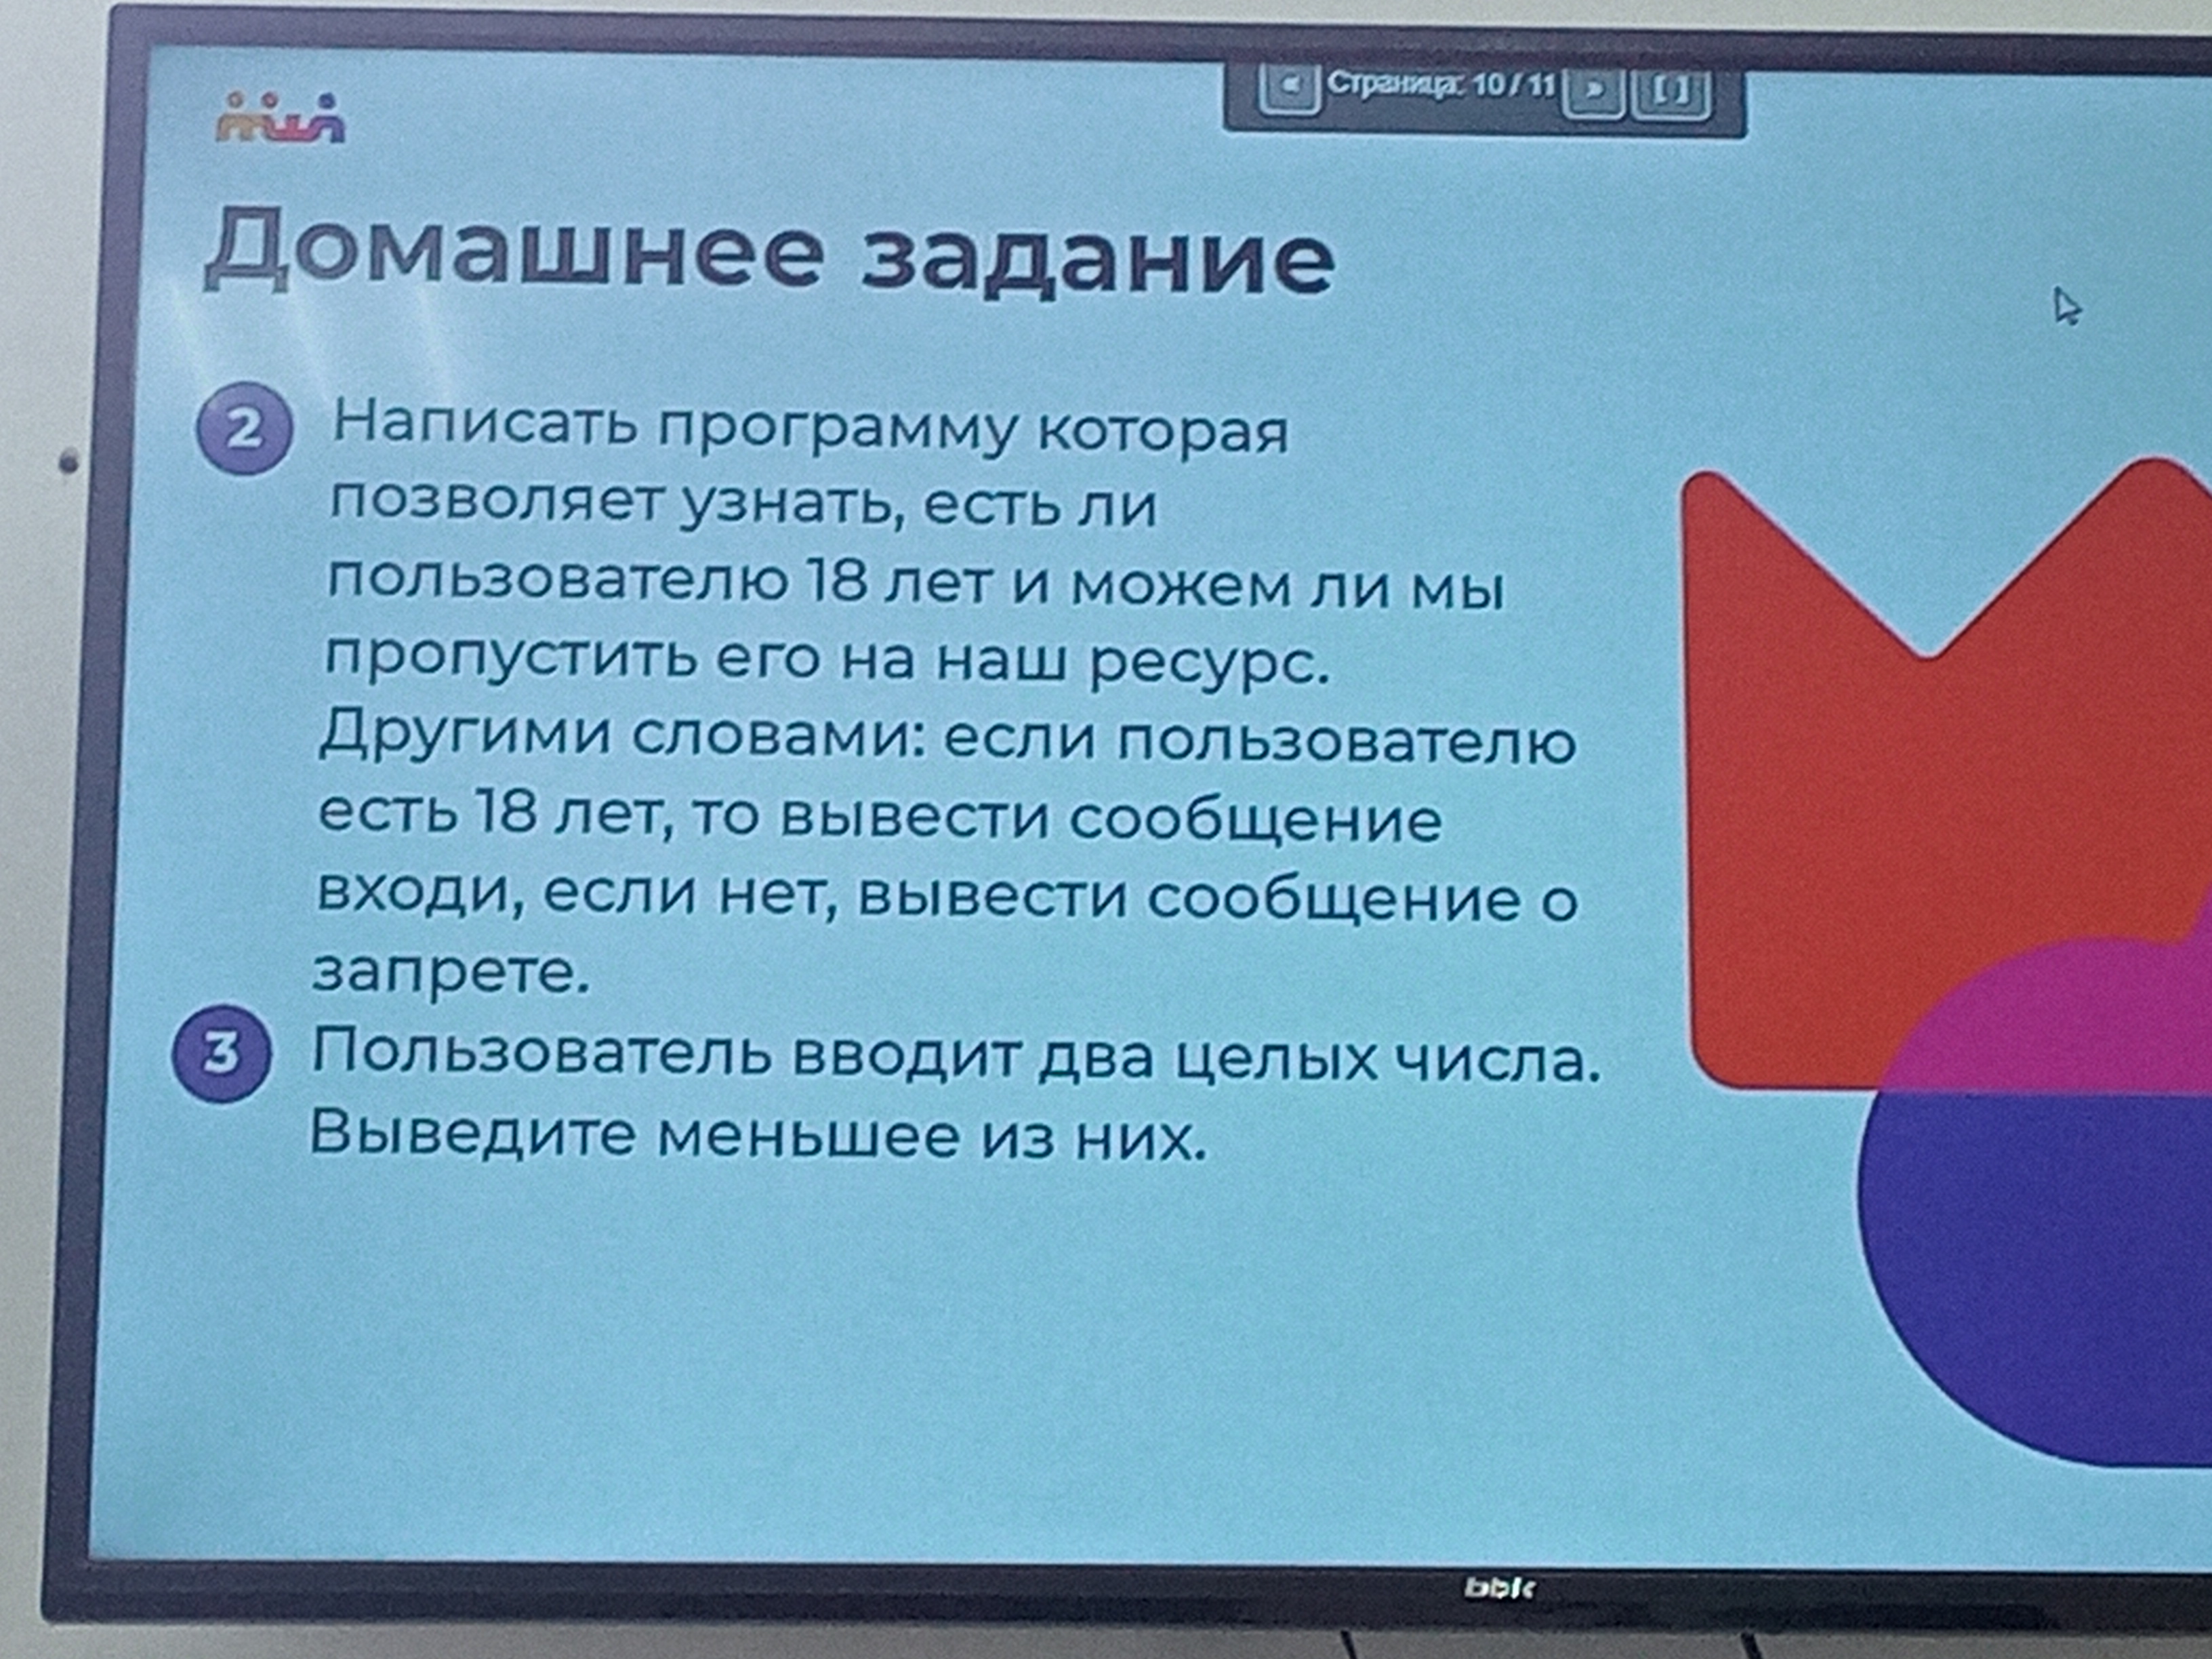 « Страница: 10 / 11 » [ ]
Домашнее задание
2 Написать программу которая
позволяет узнать, есть ли
пользователю 18 лет и можем ли мы
пропустить его на наш ресурс.
Другими словами: если пользователю
есть 18 лет, то вывести сообщение
входи, если нет, вывести сообщение о
запрете.
3 Пользователь вводит два целых числа.
Выведите меньшее из них.
bbk